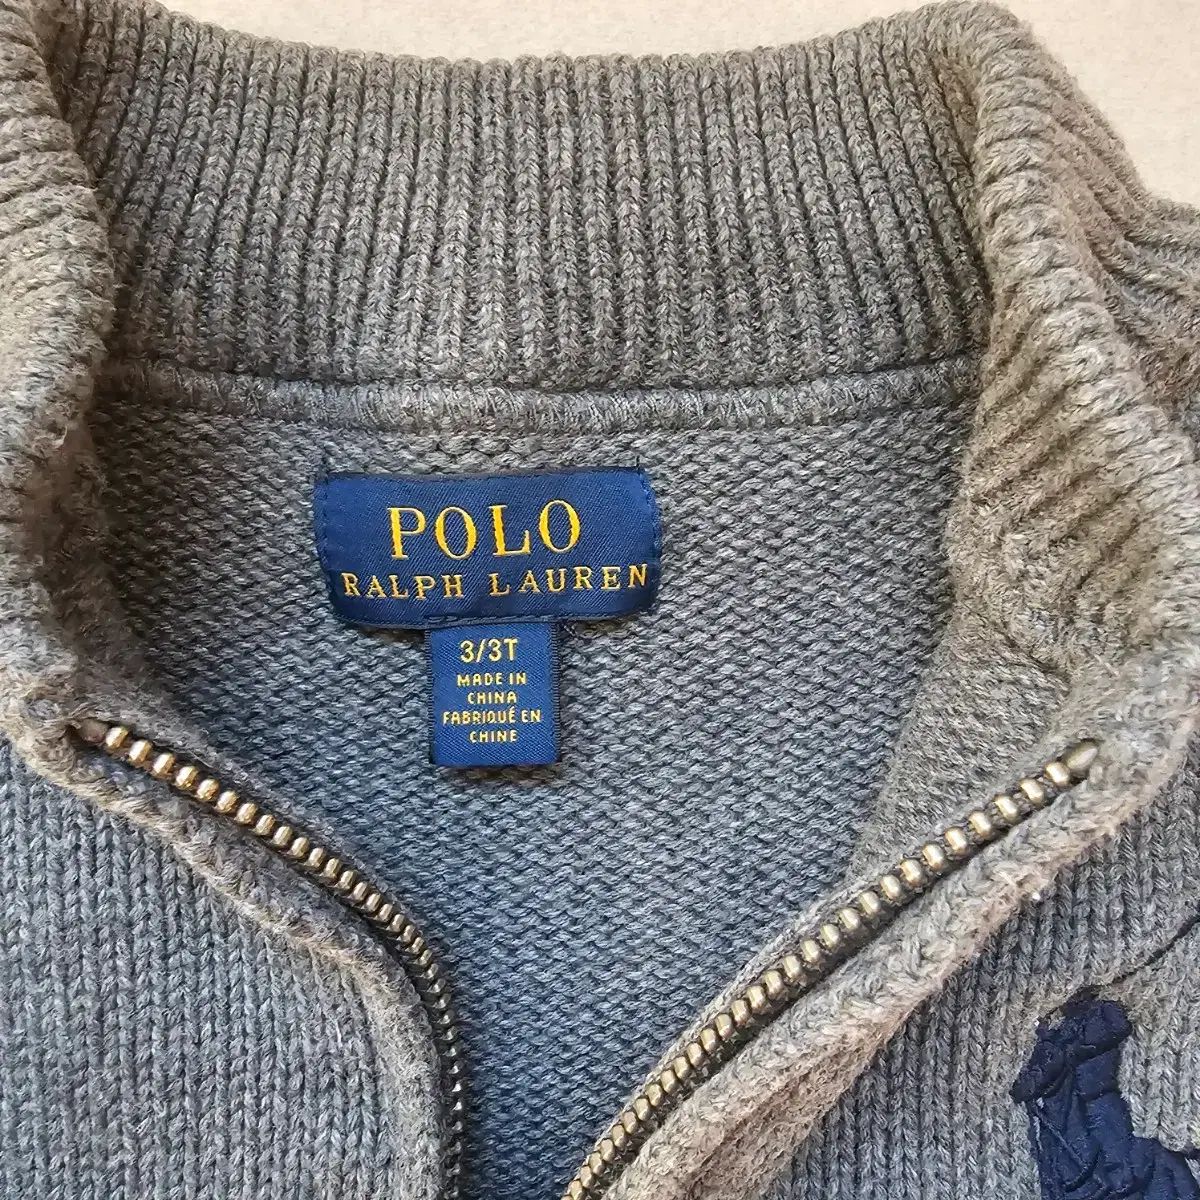 POLO
RALPH LAUREN
3/3T
MADE IN
CHINA
FABRIQUÉ EN
CHINE